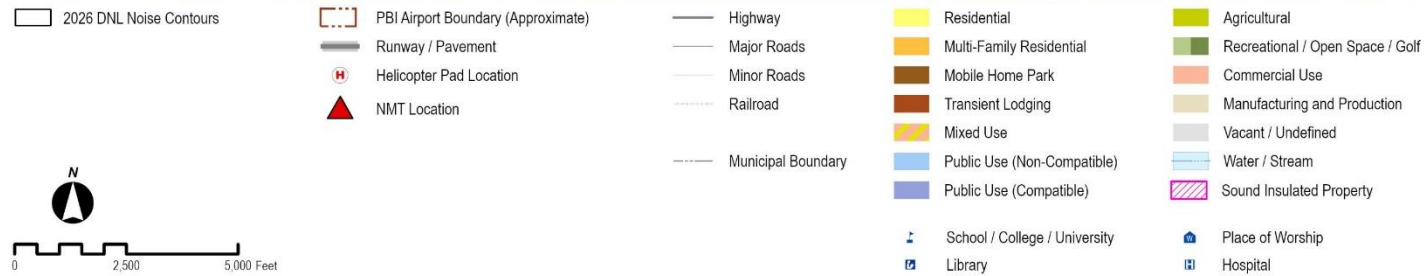 2026 DNL Noise Contours
PBI Airport Boundary (Approximate)
Runway / Pavement
H
Helicopter Pad Location
NMT Location
Highway
Major Roads
Minor Roads
Railroad
Municipal Boundary
Residential
Multi-Family Residential
Mobile Home Park
Transient Lodging
Mixed Use
Public Use (Non-Compatible)
Public Use (Compatible)
School / College / University
Library
Agricultural
Recreational / Open Space / Golf
Commercial Use
Manufacturing and Production
Vacant / Undefined
Water / Stream
Sound Insulated Property
Place of Worship
H
Hospital
N
0 2,500 5,000 Feet